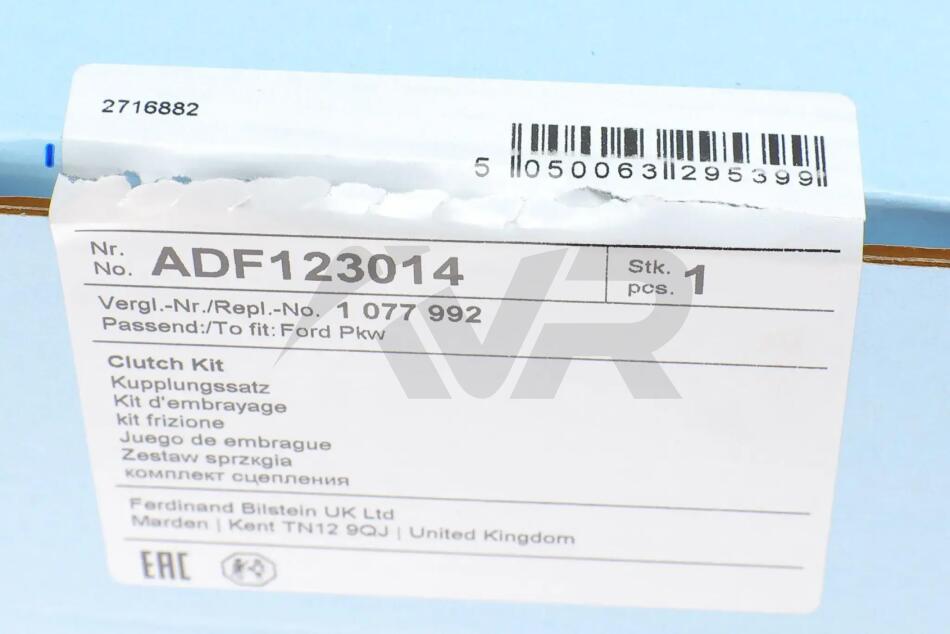 2716882
5 050063 295399
Nr.
No. ADF123014
Stk.
pcs. 1
Vergl.-Nr./Repl.-No. 1 077 992
Passend:/To fit: Ford Pkw
Clutch Kit
Kupplungssatz
Kit d'embrayage
kit frizione
Juego de embrague
Zestaw sprzкgia
комплект сцепления
Ferdinand Bilstein UK Ltd
Marden | Kent TN12 9QJ | United Kingdom
EAC
VR